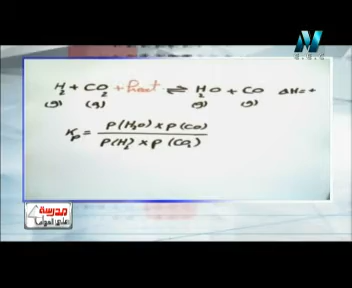 M
E.E.C
H₂ + CO₂ + heat ⇌ H₂O + CO ΔH = +
(g) (g) (g) (g)
Kp = P(H₂O) × P(CO) / P(H₂) × P(CO₂)
مدرسة
على الهواء